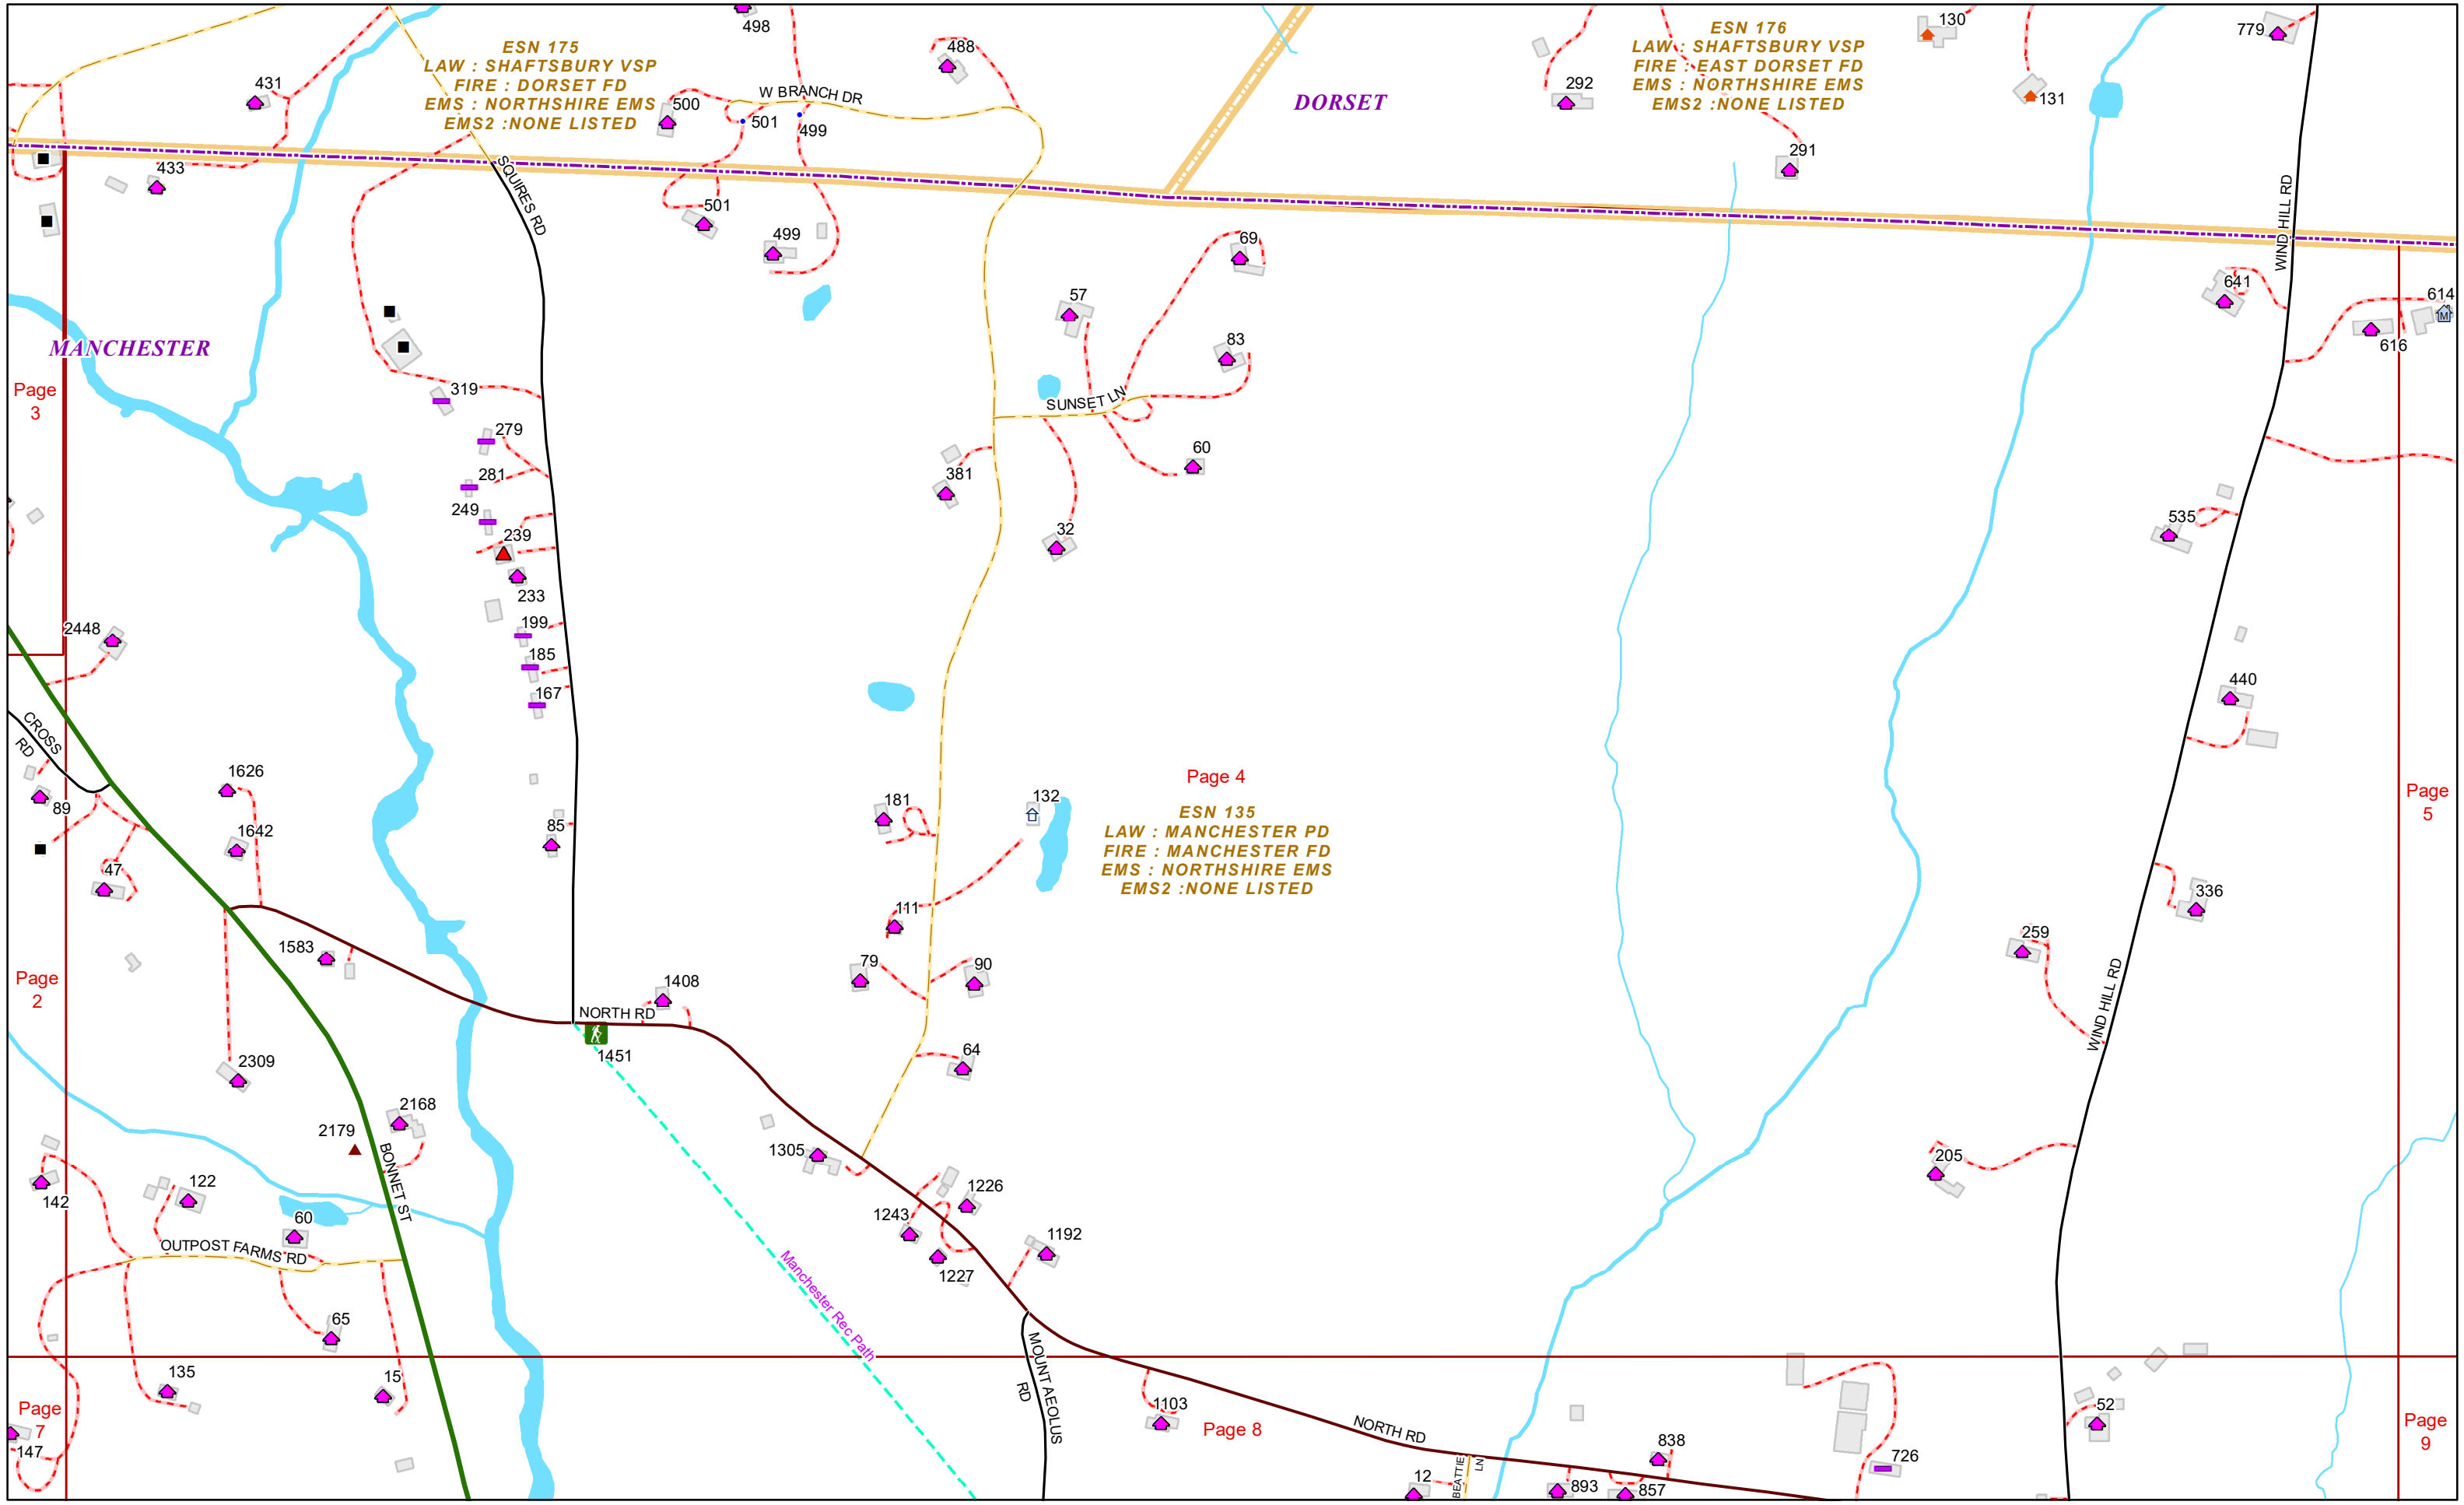 498
ESN 175
LAW : SHAFTSBURY VSP
FIRE : DORSET FD
EMS : NORTHSHIRE EMS
EMS2 :NONE LISTED
488
ESN 176
LAW : SHAFTSBURY VSP
FIRE : EAST DORSET FD
EMS : NORTHSHIRE EMS
EMS2 :NONE LISTED
130
779
431
500
W BRANCH DR
501
499
DORSET
292
131
433
SQUIRES RD
291
501
499
69
WIND HILL RD
641
614
616
57
83
MANCHESTER
Page
3
319
SUNSET LN
279
281
249
239
233
381
60
32
535
199
185
167
2448
440
CROSS
RD
89
1626
1642
47
85
181
132
Page 4
ESN 135
LAW : MANCHESTER PD
FIRE : MANCHESTER FD
EMS : NORTHSHIRE EMS
EMS2 :NONE LISTED
Page
5
111
336
259
Page
2
1583
79
90
1408
NORTH RD
1451
WIND HILL RD
64
2309
2168
2179
BONNET ST
1305
205
142
122
60
OUTPOST FARMS RD
1226
1243
1227
1192
Manchester Rec Path
65
MOUNT AEOLUS
RD
135
15
Page
7
147
1103
Page 8
NORTH RD
52
Page
9
838
726
12
BEATTIE
LN
893
857